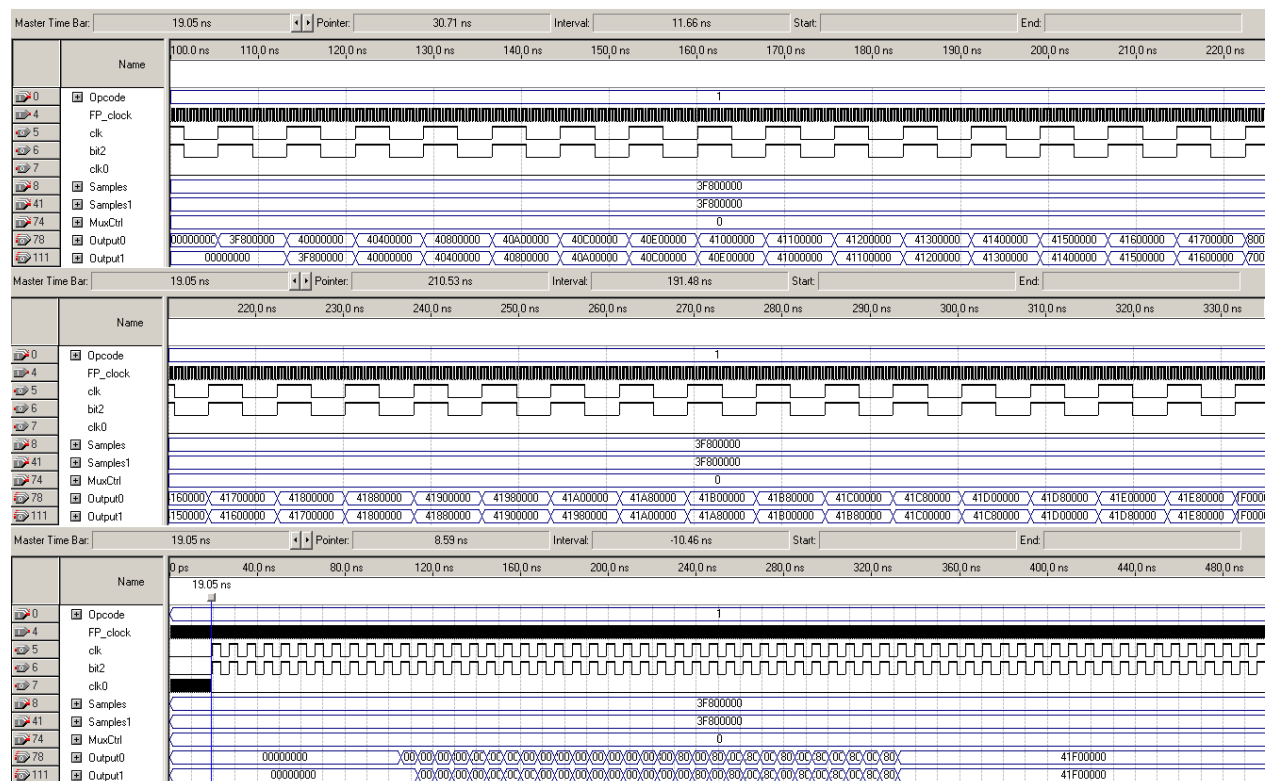 Master Time Bar: 19.05 ns Pointer: 30.71 ns Interval: 11.66 ns Start: End:
Name 100.0 ns 110.0 ns 120.0 ns 130.0 ns 140.0 ns 150.0 ns 160.0 ns 170.0 ns 180.0 ns 190.0 ns 200.0 ns 210.0 ns 220.0 ns
0 Opcode 1
4 FP_clock
5 clk
6 bit2
7 clk0
8 Samples 3F800000
41 Samples1 3F800000
74 MuxCtrl 0
78 Output0 00000000 3F800000 40000000 40400000 40800000 40A00000 40C00000 40E00000 41000000 41100000 41200000 41300000 41400000 41500000 41600000 41700000 800
111 Output1 00000000 3F800000 40000000 40400000 40800000 40A00000 40C00000 40E00000 41000000 41100000 41200000 41300000 41400000 41500000 41600000 700
Master Time Bar: 19.05 ns Pointer: 210.53 ns Interval: 191.48 ns Start: End:
Name 220.0 ns 230.0 ns 240.0 ns 250.0 ns 260.0 ns 270.0 ns 280.0 ns 290.0 ns 300.0 ns 310.0 ns 320.0 ns 330.0 ns
0 Opcode 1
4 FP_clock
5 clk
6 bit2
7 clk0
8 Samples 3F800000
41 Samples1 3F800000
74 MuxCtrl 0
78 Output0 160000 41700000 41800000 41880000 41900000 41980000 41A00000 41A80000 41B00000 41B80000 41C00000 41C80000 41D00000 41D80000 41E00000 41E80000 F000
111 Output1 150000 41600000 41700000 41800000 41880000 41900000 41980000 41A00000 41A80000 41B00000 41B80000 41C00000 41C80000 41D00000 41D80000 41E80000 F000
Master Time Bar: 19.05 ns Pointer: 8.59 ns Interval: -10.46 ns Start: End:
Name 0 ps 40.0 ns 80.0 ns 120.0 ns 160.0 ns 200.0 ns 240.0 ns 280.0 ns 320.0 ns 360.0 ns 400.0 ns 440.0 ns 480.0 ns
19.05 ns
0 Opcode 1
4 FP_clock
5 clk
6 bit2
7 clk0
8 Samples 3F800000
41 Samples1 3F800000
74 MuxCtrl 0
78 Output0 00000000 41F00000
111 Output1 00000000 41F00000